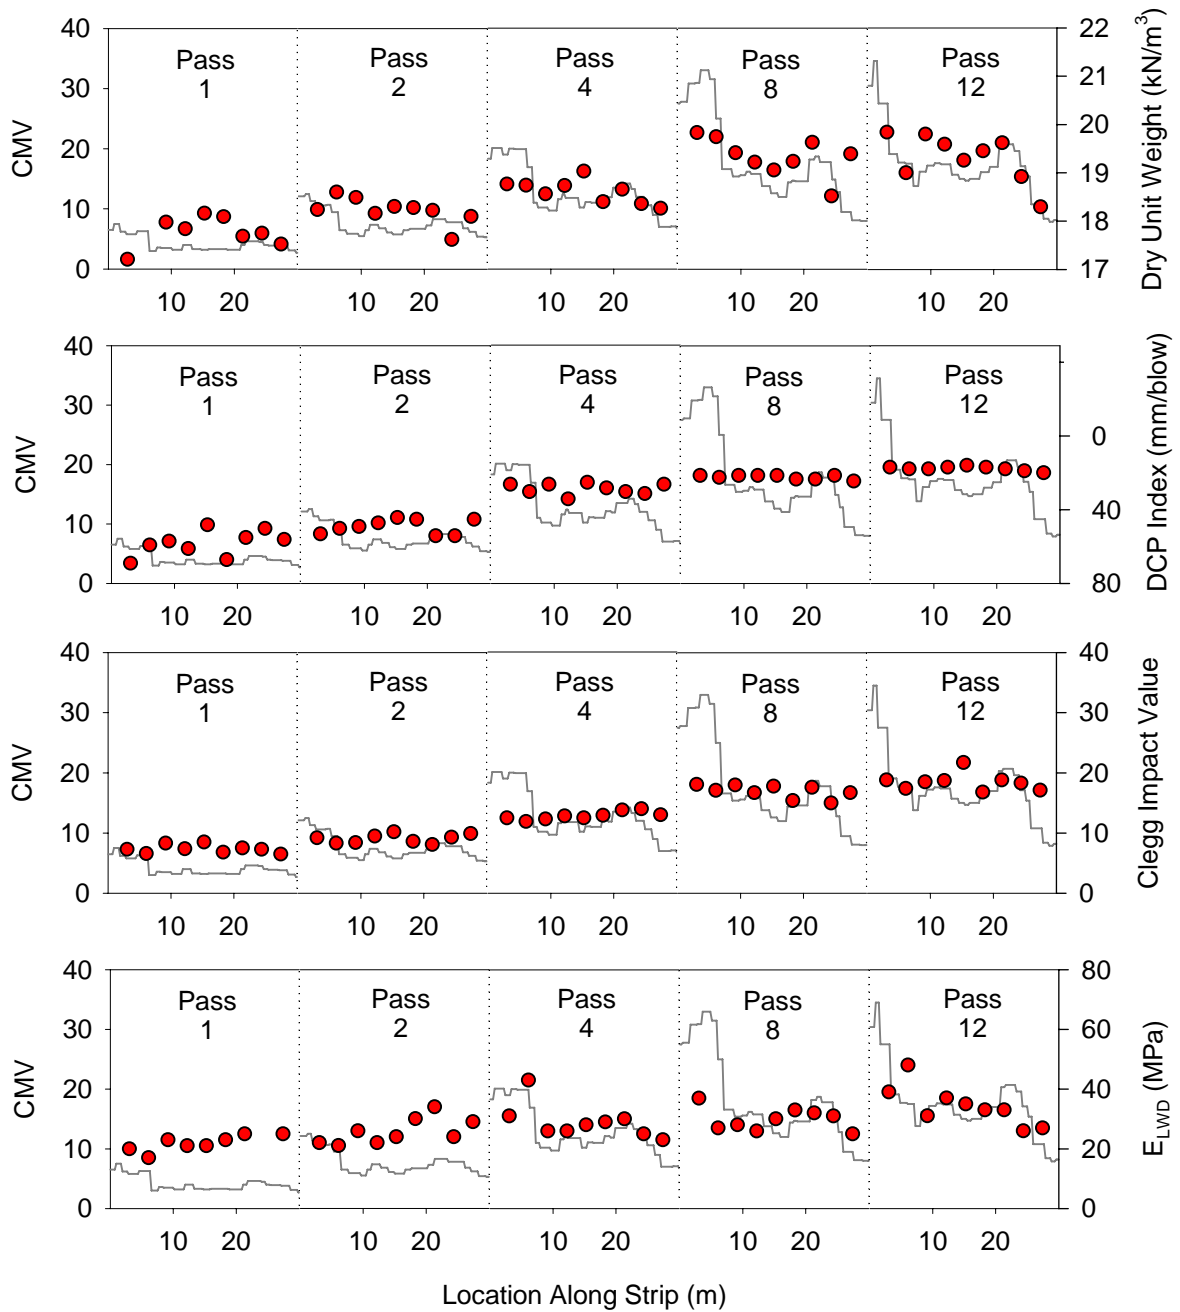 40
30
20
10
0
CMV
Pass
1
Pass
2
Pass
4
Pass
8
Pass
12
22
21
20
19
18
17
Dry Unit Weight (kN/m³)
10 20 10 20 10 20 10 20 10 20
40
30
20
10
0
CMV
Pass
1
Pass
2
Pass
4
Pass
8
Pass
12
0
40
80
DCP Index (mm/blow)
10 20 10 20 10 20 10 20 10 20
40
30
20
10
0
CMV
Pass
1
Pass
2
Pass
4
Pass
8
Pass
12
40
30
20
10
0
Clegg Impact Value
10 20 10 20 10 20 10 20 10 20
40
30
20
10
0
CMV
Pass
1
Pass
2
Pass
4
Pass
8
Pass
12
80
60
40
20
0
E_LWD (MPa)
10 20 10 20 10 20 10 20 10 20
Location Along Strip (m)